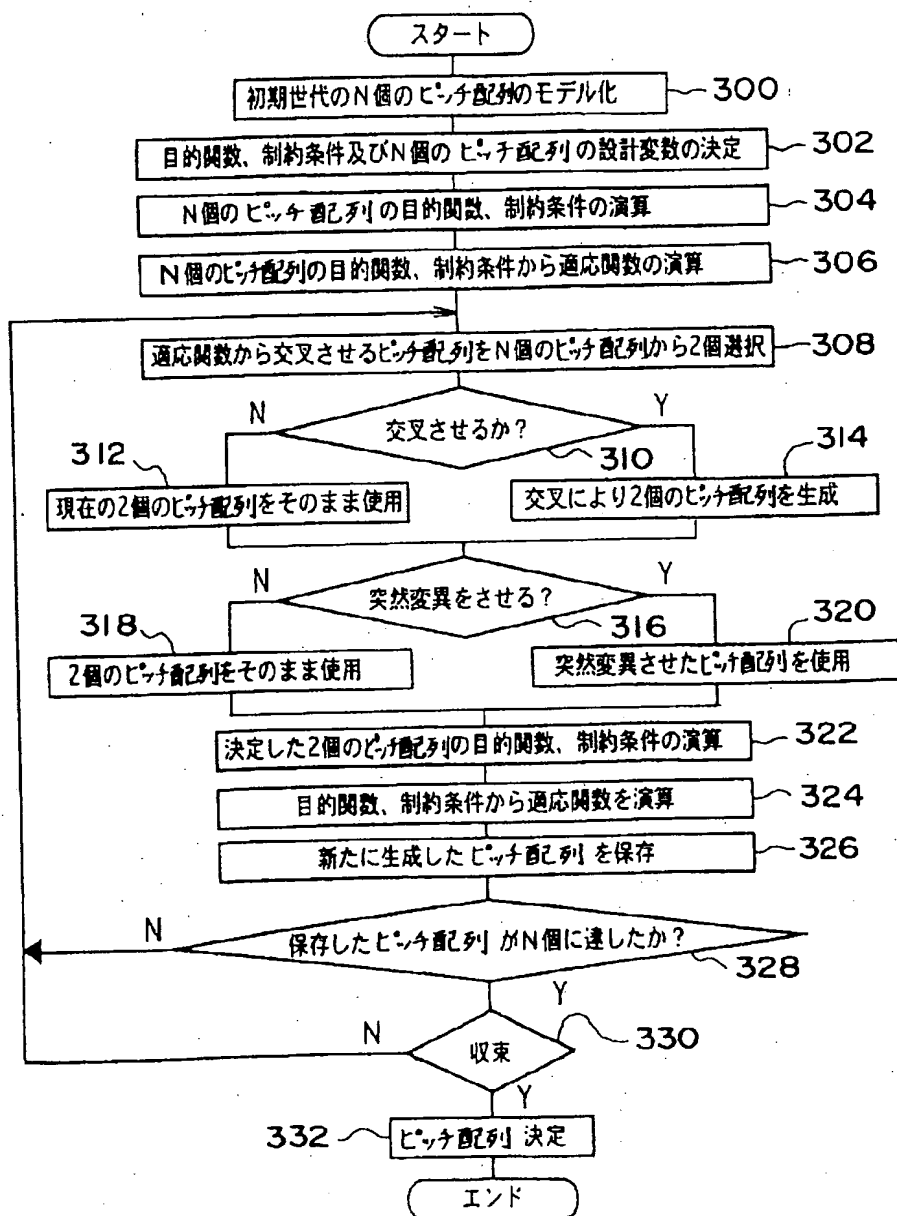 スタート
初期世代のN個のピッチ配列のモデル化
300
目的関数、制約条件及びN個のピッチ配列の設計変数の決定
302
N個のピッチ配列の目的関数、制約条件の演算
304
N個のピッチ配列の目的関数、制約条件から適応関数の演算
306
適応関数から交叉させるピッチ配列をN個のピッチ配列から2個選択
308
N
交叉させるか？
Y
310
312
現在の2個のピッチ配列をそのまま使用
314
交叉により2個のピッチ配列を生成
N
突然変異をさせる？
Y
316
318
2個のピッチ配列をそのまま使用
320
突然変異させたピッチ配列を使用
決定した2個のピッチ配列の目的関数、制約条件の演算
322
目的関数、制約条件から適応関数を演算
324
新たに生成したピッチ配列を保存
326
N
保存したピッチ配列がN個に達したか？
328
Y
N
収束
330
Y
332
ピッチ配列決定
エンド